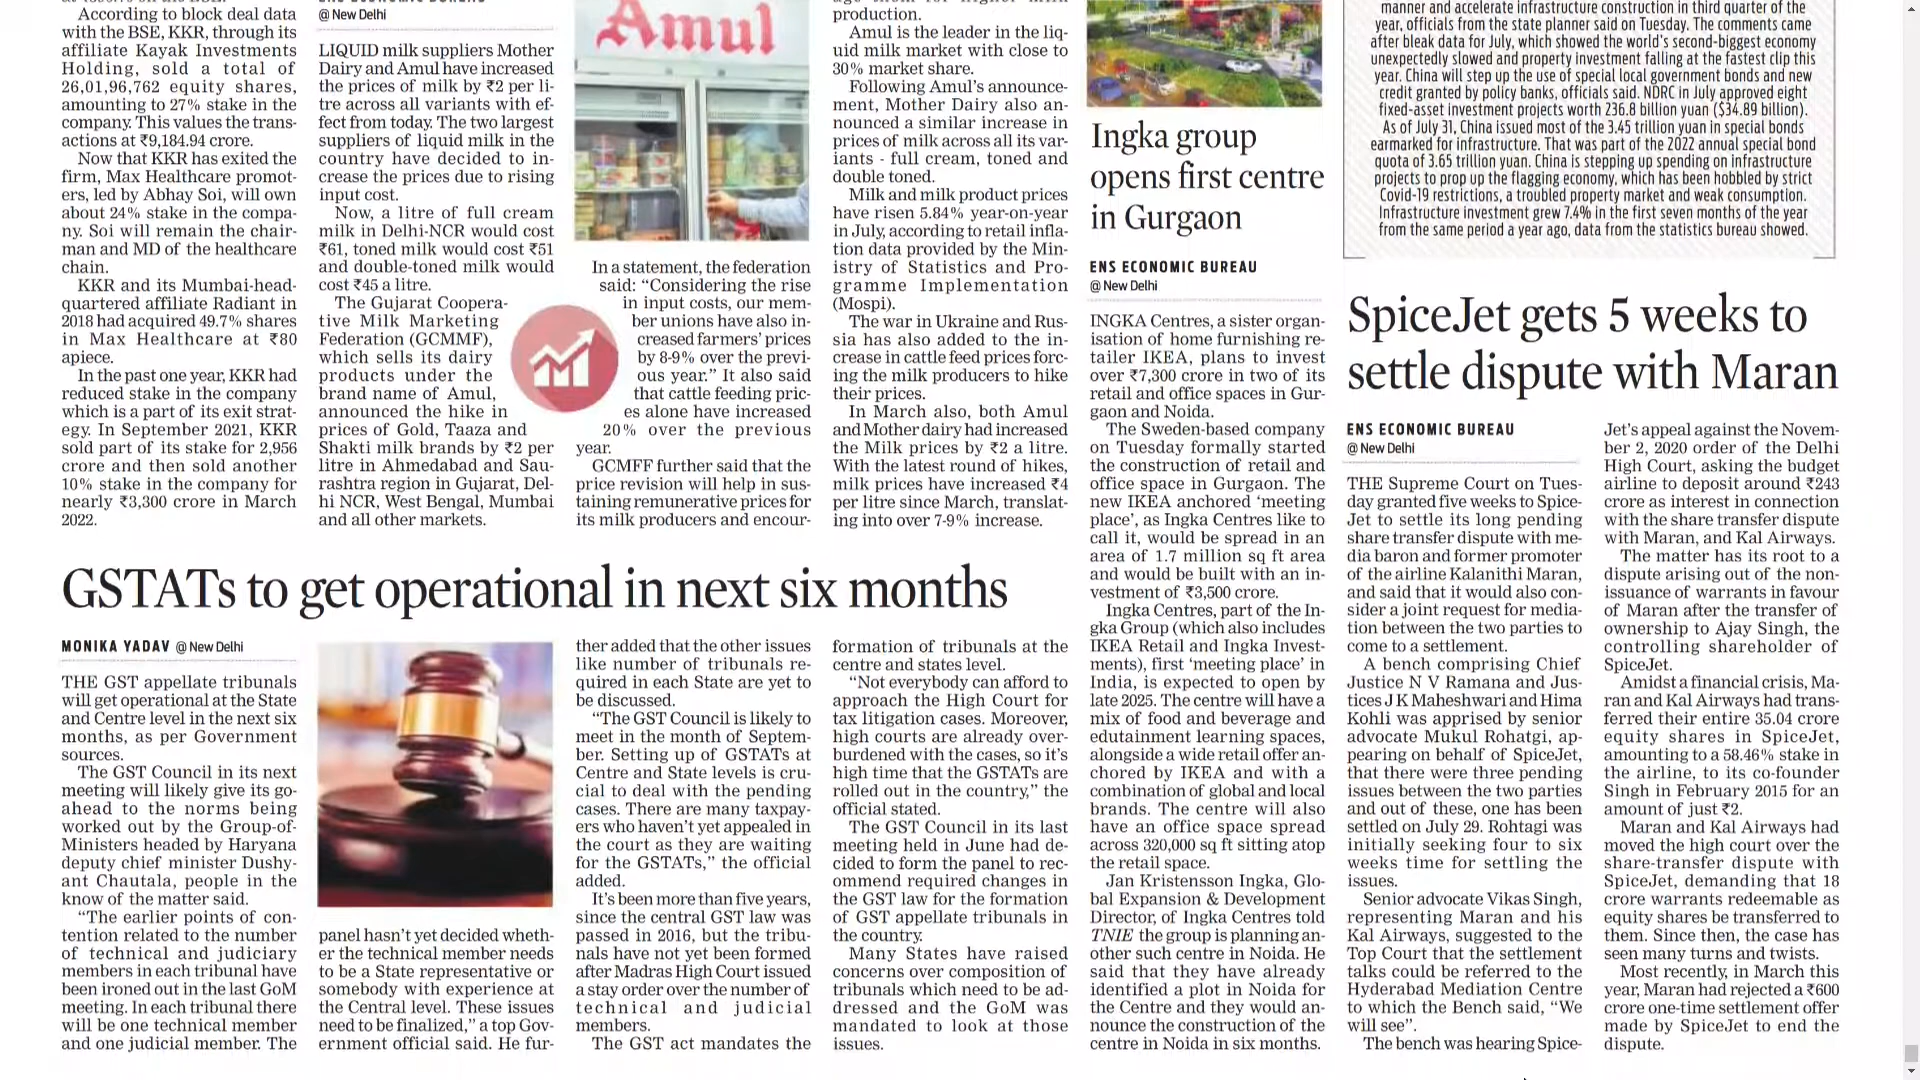 at ₹353.75 on the BSE.
According to block deal data
with the BSE, KKR, through its
affiliate Kayak Investments
Holding, sold a total of
26,01,96,762 equity shares,
amounting to 27% stake in the
company. This values the trans-
actions at ₹9,184.94 crore.
Now that KKR has exited the
firm, Max Healthcare promot-
ers, led by Abhay Soi, will own
about 24% stake in the compa-
ny. Soi will remain the chair-
man and MD of the healthcare
chain.
KKR and its Mumbai-head-
quartered affiliate Radiant in
2018 had acquired 49.7% shares
in Max Healthcare at ₹80
apiece.
In the past one year, KKR had
reduced stake in the company
which is a part of its exit strat-
egy. In September 2021, KKR
sold part of its stake for 2,956
crore and then sold another
10% stake in the company for
nearly ₹3,300 crore in March
2022.
@ New Delhi
LIQUID milk suppliers Mother
Dairy and Amul have increased
the prices of milk by ₹2 per li-
tre across all variants with ef-
fect from today. The two largest
suppliers of liquid milk in the
country have decided to in-
crease the prices due to rising
input cost.
Now, a litre of full cream
milk in Delhi-NCR would cost
₹61, toned milk would cost ₹51
and double-toned milk would
cost ₹45 a litre.
The Gujarat Coopera-
tive Milk Marketing
Federation (GCMMF),
which sells its dairy
products under the
brand name of Amul,
announced the hike in
prices of Gold, Taaza and
Shakti milk brands by ₹2 per
litre in Ahmedabad and Sau-
rashtra region in Gujarat, Del-
hi NCR, West Bengal, Mumbai
and all other markets.
Amul
In a statement, the federation
said: “Considering the rise
in input costs, our mem-
ber unions have also in-
creased farmers’ prices
by 8-9% over the previ-
ous year.” It also said
that cattle feeding pric-
es alone have increased
20% over the previous
year.
GCMFF further said that the
price revision will help in sus-
taining remunerative prices for
its milk producers and encour-
age them for higher milk
production.
Amul is the leader in the liq-
uid milk market with close to
30% market share.
Following Amul’s announce-
ment, Mother Dairy also an-
nounced a similar increase in
prices of milk across all its var-
iants - full cream, toned and
double toned.
Milk and milk product prices
have risen 5.84% year-on-year
in July, according to retail infla-
tion data provided by the Min-
istry of Statistics and Pro-
gramme Implementation
(Mospi).
The war in Ukraine and Rus-
sia has also added to the in-
crease in cattle feed prices forc-
ing the milk producers to hike
their prices.
In March also, both Amul
and Mother dairy had increased
the Milk prices by ₹2 a litre.
With the latest round of hikes,
milk prices have increased ₹4
per litre since March, translat-
ing into over 7-9% increase.
GSTATs to get operational in next six months
MONIKA YADAV @ New Delhi
THE GST appellate tribunals
will get operational at the State
and Centre level in the next six
months, as per Government
sources.
The GST Council in its next
meeting will likely give its go-
ahead to the norms being
worked out by the Group-of-
Ministers headed by Haryana
deputy chief minister Dushy-
ant Chautala, people in the
know of the matter said.
“The earlier points of con-
tention related to the number
of technical and judiciary
members in each tribunal have
been ironed out in the last GoM
meeting. In each tribunal there
will be one technical member
and one judicial member. The
panel hasn’t yet decided wheth-
er the technical member needs
to be a State representative or
somebody with experience at
the Central level. These issues
need to be finalized,” a top Gov-
ernment official said. He fur-
ther added that the other issues
like number of tribunals re-
quired in each State are yet to
be discussed.
“The GST Council is likely to
meet in the month of Septem-
ber. Setting up of GSTATs at
Centre and State levels is cru-
cial to deal with the pending
cases. There are many taxpay-
ers who haven’t yet appealed in
the court as they are waiting
for the GSTATs,” the official
added.
It’s been more than five years,
since the central GST law was
passed in 2016, but the tribu-
nals have not yet been formed
after Madras High Court issued
a stay order over the number of
technical and judicial
members.
The GST act mandates the
formation of tribunals at the
centre and states level.
“Not everybody can afford to
approach the High Court for
tax litigation cases. Moreover,
high courts are already over-
burdened with the cases, so it’s
high time that the GSTATs are
rolled out in the country,” the
official stated.
The GST Council in its last
meeting held in June had de-
cided to form the panel to rec-
ommend required changes in
the GST law for the formation
of GST appellate tribunals in
the country.
Many States have raised
concerns over composition of
tribunals which need to be ad-
dressed and the GoM was
mandated to look at those
issues.
Ingka group
opens first centre
in Gurgaon
ENS ECONOMIC BUREAU
@ New Delhi
INGKA Centres, a sister organ-
isation of home furnishing re-
tailer IKEA, plans to invest
over ₹7,300 crore in two of its
retail and office spaces in Gur-
gaon and Noida.
The Sweden-based company
on Tuesday formally started
the construction of retail and
office space in Gurgaon. The
new IKEA anchored ‘meeting
place’, as Ingka Centres like to
call it, would be spread in an
area of 1.7 million sq ft area
and would be built with an in-
vestment of ₹3,500 crore.
Ingka Centres, part of the In-
gka Group (which also includes
IKEA Retail and Ingka Invest-
ments), first ‘meeting place’ in
India, is expected to open by
late 2025. The centre will have a
mix of food and beverage and
edutainment learning spaces,
alongside a wide retail offer an-
chored by IKEA and with a
combination of global and local
brands. The centre will also
have an office space spread
across 320,000 sq ft sitting atop
the retail space.
Jan Kristensson Ingka, Glo-
bal Expansion & Development
Director, of Ingka Centres told
TNIE the group is planning an-
other such centre in Noida. He
said that they have already
identified a plot in Noida for
the Centre and they would an-
nounce the construction of the
centre in Noida in six months.
manner and accelerate infrastructure construction in third quarter of the
year, officials from the state planner said on Tuesday. The comments came
after bleak data for July, which showed the world’s second-biggest economy
unexpectedly slowed and property investment falling at the fastest clip this
year. China will step up the use of special local government bonds and new
credit granted by policy banks, officials said. NDRC in July approved eight
fixed-asset investment projects worth 236.8 billion yuan ($34.89 billion).
As of July 31, China issued most of the 3.45 trillion yuan in special bonds
earmarked for infrastructure. That was part of the 2022 annual special bond
quota of 3.65 trillion yuan. China is stepping up spending on infrastructure
projects to prop up the flagging economy, which has been hobbled by strict
Covid-19 restrictions, a troubled property market and weak consumption.
Infrastructure investment grew 7.4% in the first seven months of the year
from the same period a year ago, data from the statistics bureau showed.
SpiceJet gets 5 weeks to
settle dispute with Maran
ENS ECONOMIC BUREAU
@ New Delhi
THE Supreme Court on Tues-
day granted five weeks to Spice-
Jet to settle its long pending
share transfer dispute with me-
dia baron and former promoter
of the airline Kalanithi Maran,
and said that it would also con-
sider a joint request for media-
tion between the two parties to
come to a settlement.
A bench comprising Chief
Justice N V Ramana and Jus-
tices J K Maheshwari and Hima
Kohli was apprised by senior
advocate Mukul Rohatgi, ap-
pearing on behalf of SpiceJet,
that there were three pending
issues between the two parties
and out of these, one has been
settled on July 29. Rohtagi was
initially seeking four to six
weeks time for settling the
issues.
Senior advocate Vikas Singh,
representing Maran and his
Kal Airways, suggested to the
Top Court that the settlement
talks could be referred to the
Hyderabad Mediation Centre
to which the Bench said, “We
will see”.
The bench was hearing Spice-
Jet’s appeal against the Novem-
ber 2, 2020 order of the Delhi
High Court, asking the budget
airline to deposit around ₹243
crore as interest in connection
with the share transfer dispute
with Maran, and Kal Airways.
The matter has its root to a
dispute arising out of the non-
issuance of warrants in favour
of Maran after the transfer of
ownership to Ajay Singh, the
controlling shareholder of
SpiceJet.
Amidst a financial crisis, Ma-
ran and Kal Airways had trans-
ferred their entire 35.04 crore
equity shares in SpiceJet,
amounting to a 58.46% stake in
the airline, to its co-founder
Singh in February 2015 for an
amount of just ₹2.
Maran and Kal Airways had
moved the high court over the
share-transfer dispute with
SpiceJet, demanding that 18
crore warrants redeemable as
equity shares be transferred to
them. Since then, the case has
seen many turns and twists.
Most recently, in March this
year, Maran had rejected a ₹600
crore one-time settlement offer
made by SpiceJet to end the
dispute.